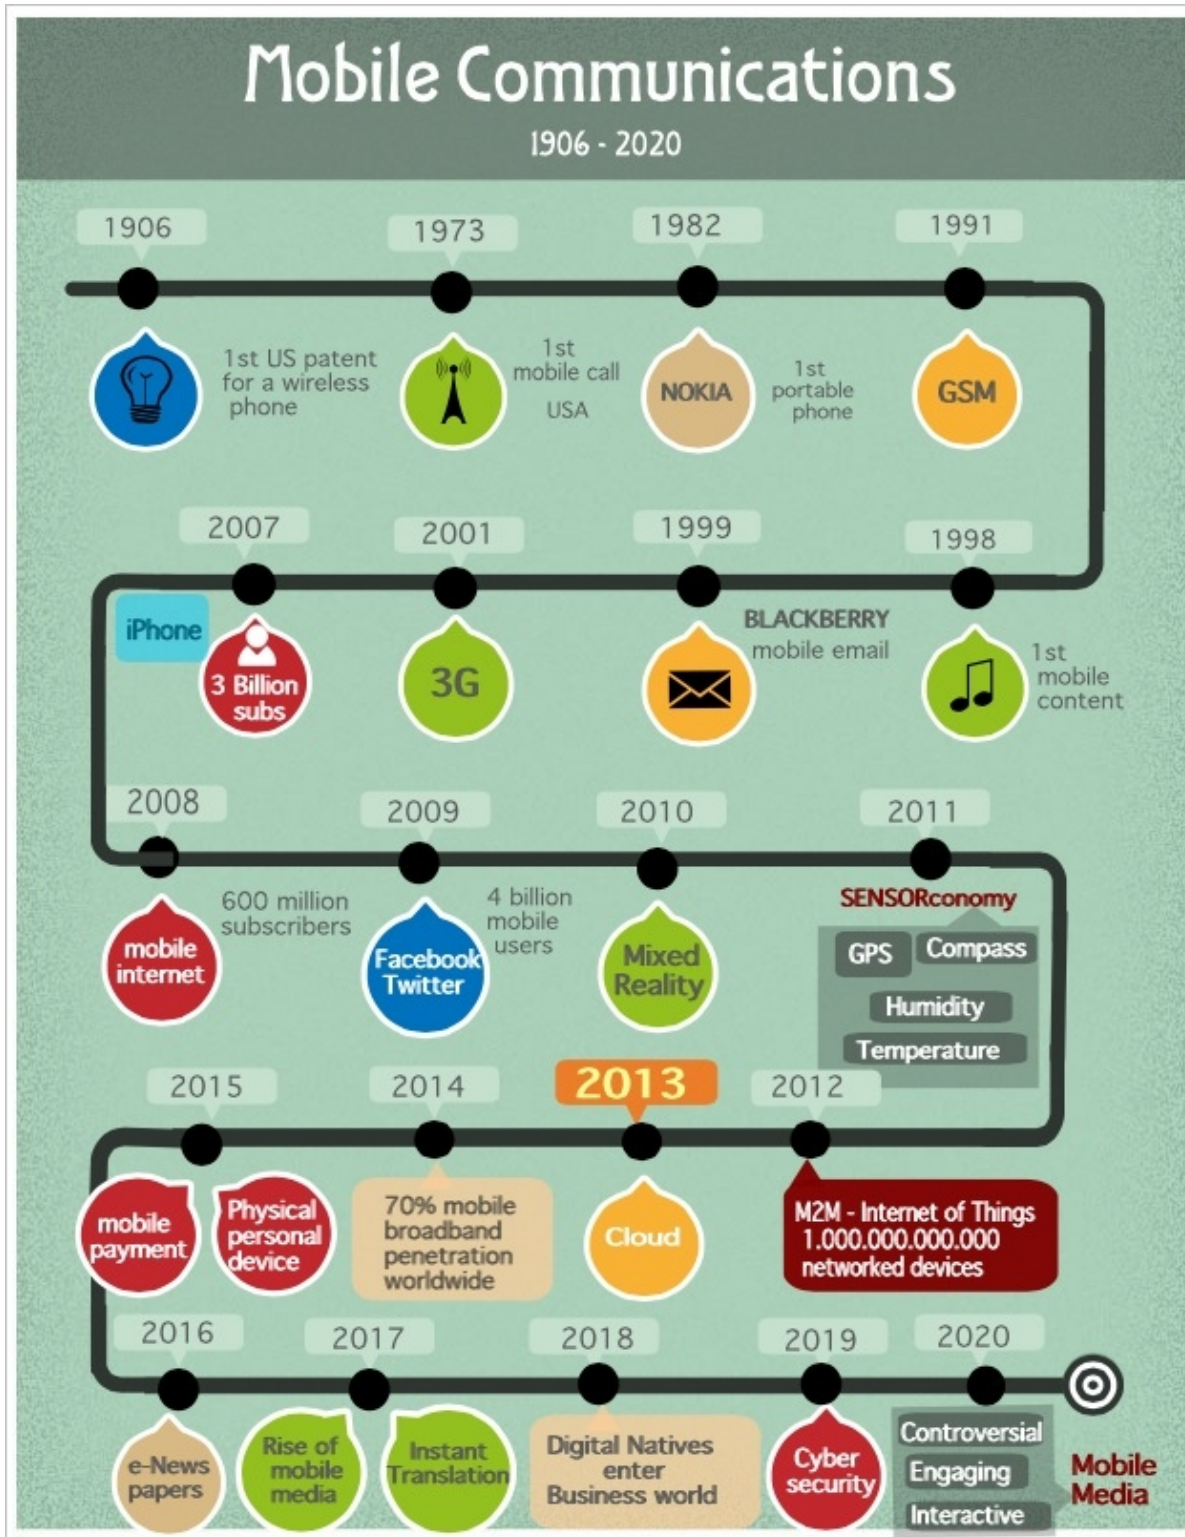 Mobile Communications
1906 - 2020
1906
1973
1982
1991
1st US patent
for a wireless
phone
1st
mobile call
USA
NOKIA
1st
portable
phone
GSM
2007
2001
1999
1998
iPhone
3 Billion
subs
3G
BLACKBERRY
mobile email
1st
mobile
content
2008
2009
2010
2011
mobile
internet
600 million
subscribers
Facebook
Twitter
4 billion
mobile
users
Mixed
Reality
SENSORconomy
GPS
Compass
Humidity
Temperature
2015
2014
2013
2012
mobile
payment
Physical
personal
device
70% mobile
broadband
penetration
worldwide
Cloud
M2M - Internet of Things
1.000.000.000.000
networked devices
2016
2017
2018
2019
2020
e-News
papers
Rise of
mobile
media
Instant
Translation
Digital Natives
enter
Business world
Cyber
security
Controversial
Engaging
Interactive
Mobile
Media